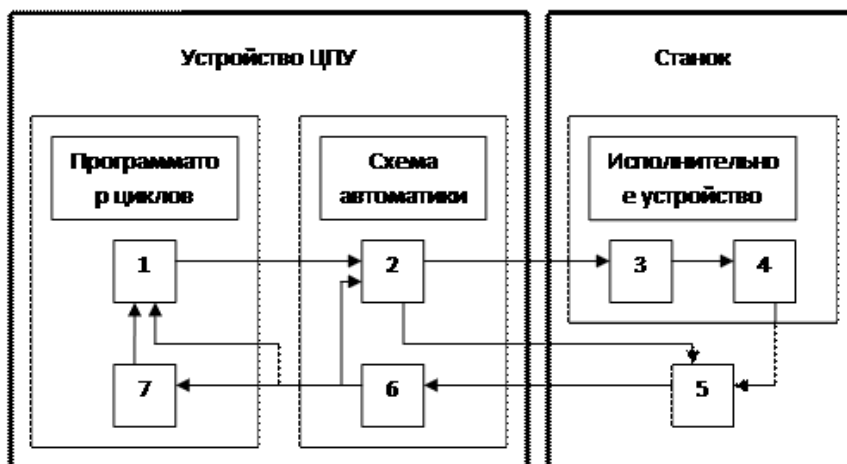 Устройство ЦПУ
Станок
Программато
р циклов
Схема
автоматики
Исполнительно
е устройство
1
2
3
4
7
6
5